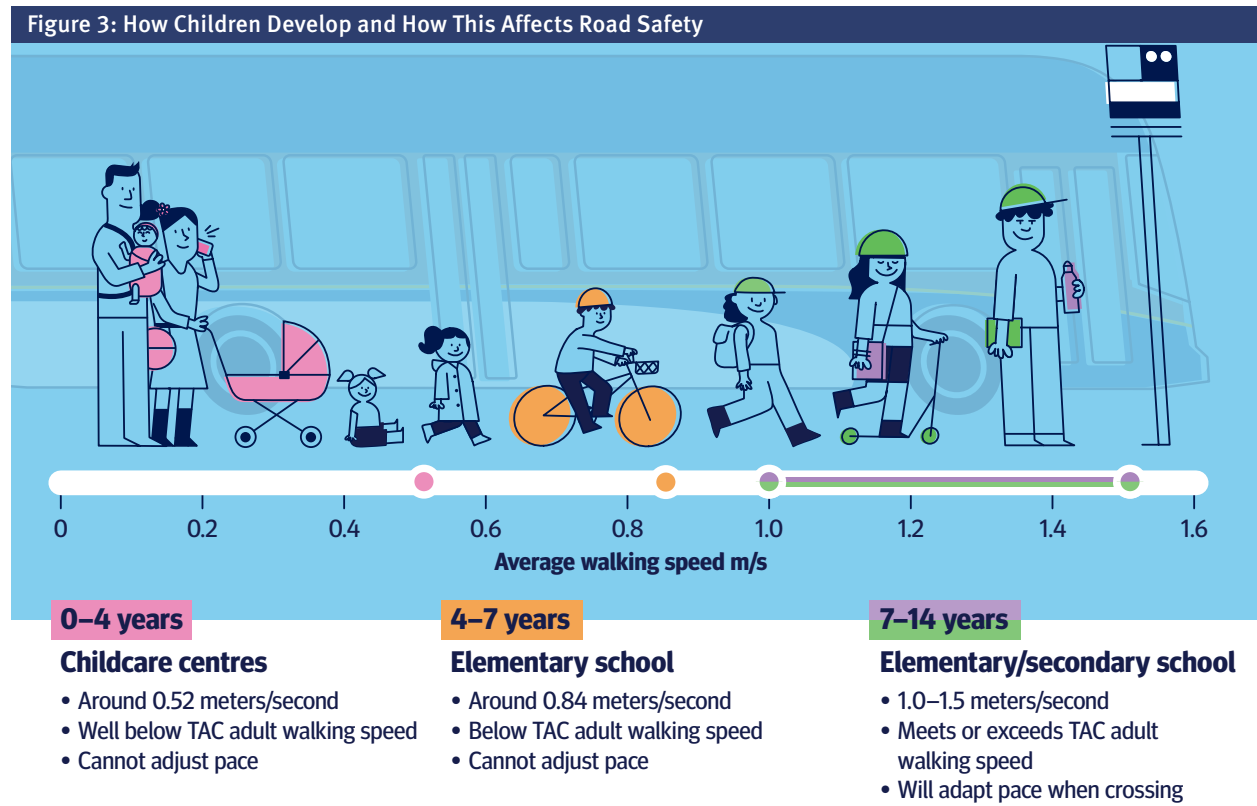 Figure 3: How Children Develop and How This Affects Road Safety
0
0.2
0.4
0.6
0.8
1.0
1.2
1.4
1.6
Average walking speed m/s
0–4 years
Childcare centres
• Around 0.52 meters/second
• Well below TAC adult walking speed
• Cannot adjust pace
4–7 years
Elementary school
• Around 0.84 meters/second
• Below TAC adult walking speed
• Cannot adjust pace
7–14 years
Elementary/secondary school
• 1.0–1.5 meters/second
• Meets or exceeds TAC adult
walking speed
• Will adapt pace when crossing